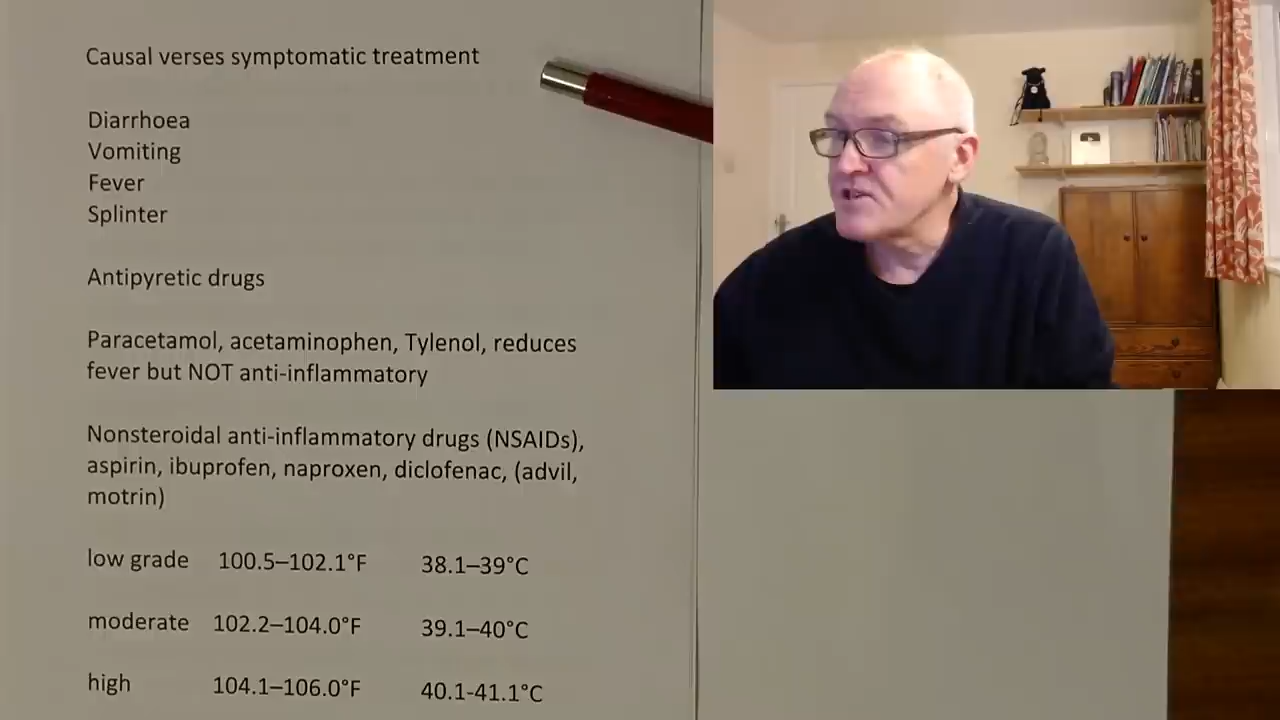 Causal verses symptomatic treatment
Diarrhoea
Vomiting
Fever
Splinter
Antipyretic drugs
Paracetamol, acetaminophen, Tylenol, reduces
fever but NOT anti-inflammatory
Nonsteroidal anti-inflammatory drugs (NSAIDs),
aspirin, ibuprofen, naproxen, diclofenac, (advil,
motrin)
low grade 100.5–102.1°F 38.1–39°C
moderate 102.2–104.0°F 39.1–40°C
high 104.1–106.0°F 40.1-41.1°C